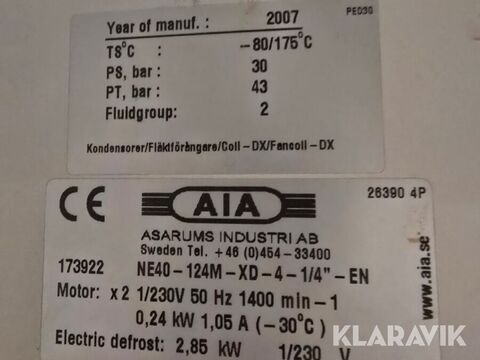 PED3G
Year of manuf. : 2007
TS°C : -80/175°C
PS, bar: 30
PT, bar: 43
Fluidgroup: 2
Kondensorer/Fläktförångare/Coil-DX/Fancoil-DX
CE AIA 26390 4P
ASARUMS INDUSTRI AB
Sweden Tel. +46 (0)454-33400
173922 NE40-124M-XD-4-1/4"-EN
Motor: x 2 1/230V 50 Hz 1400 min-1
0,24 kW 1,05 A (-30°C)
Electric defrost: 2,85 kW 1/230 V
www.aia.se
KLARAVIK